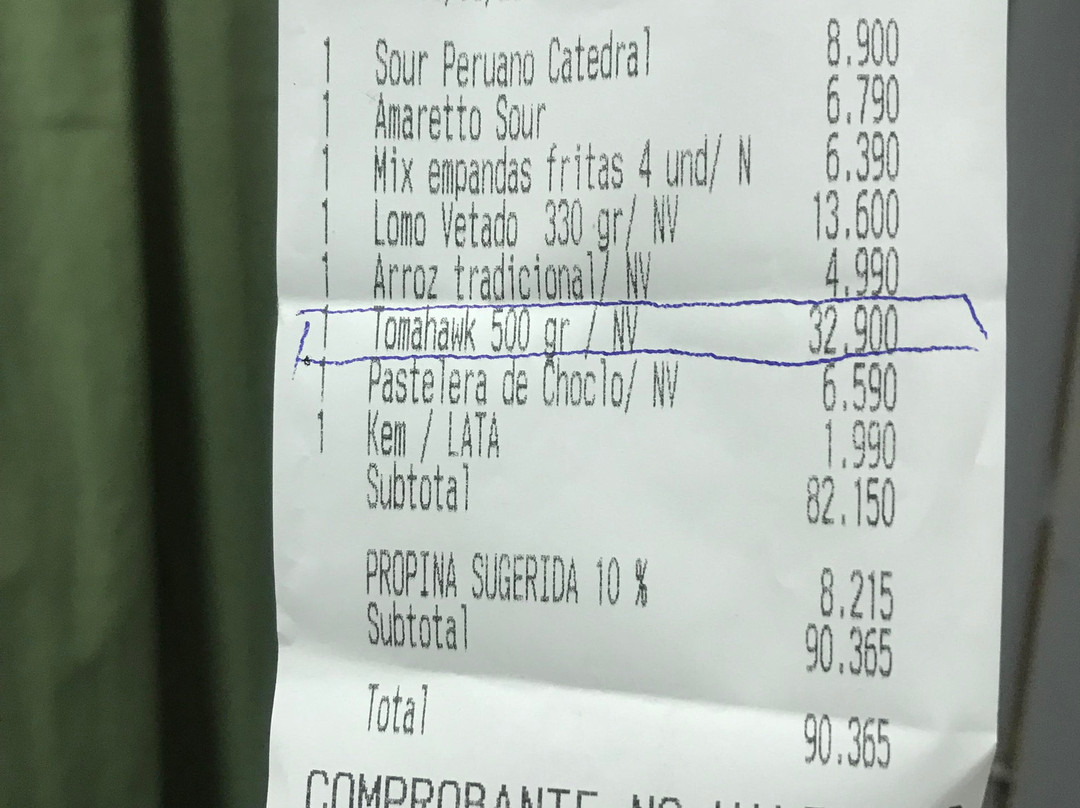 1 Sour Peruano Catedral 8.900
1 Amaretto Sour 6.790
1 Mix empandas fritas 4 und/ N 6.390
1 Lomo Vetado 330 gr/ NV 13.600
1 Arroz tradicional/ NV 4.990
1 Tomahawk 500 gr / NV 32.900
1 Pastelera de Choclo/ NV 6.590
1 Kem / LATA 1.990
Subtotal 82.150
PROPINA SUGERIDA 10 % 8.215
Subtotal 90.365
Total 90.365
COMPROBANTE NO